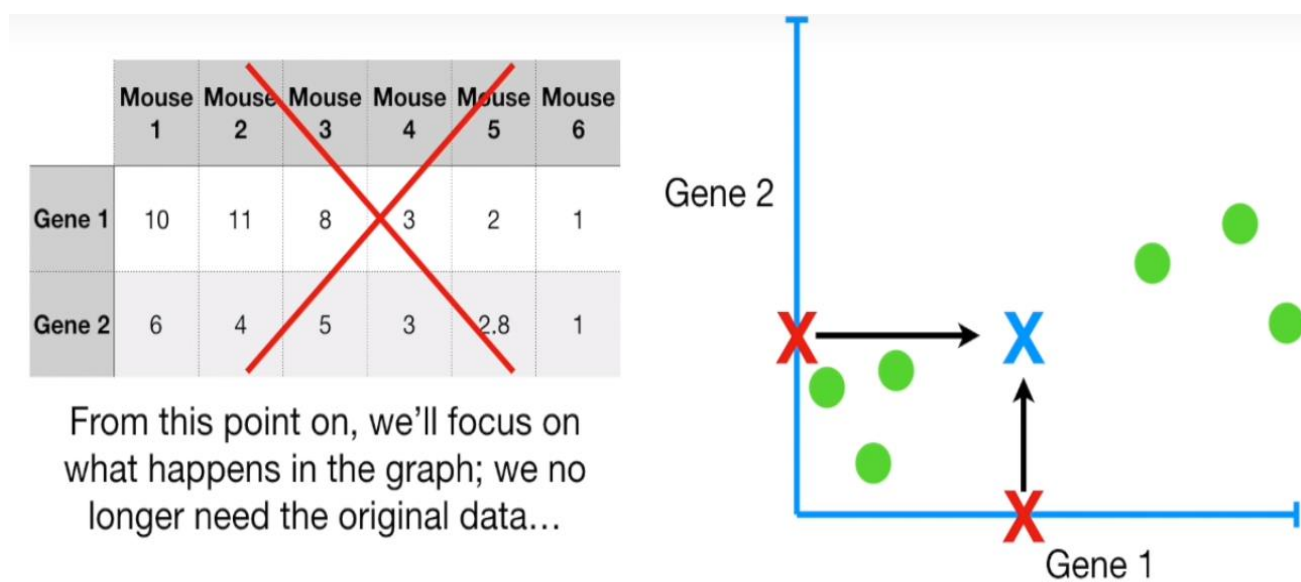 Mouse 1 Mouse 2 Mouse 3 Mouse 4 Mouse 5 Mouse 6
Gene 1 10 11 8 3 2 1
Gene 2 6 4 5 3 2.8 1
From this point on, we'll focus on
what happens in the graph; we no
longer need the original data...
Gene 2
X X
X
Gene 1